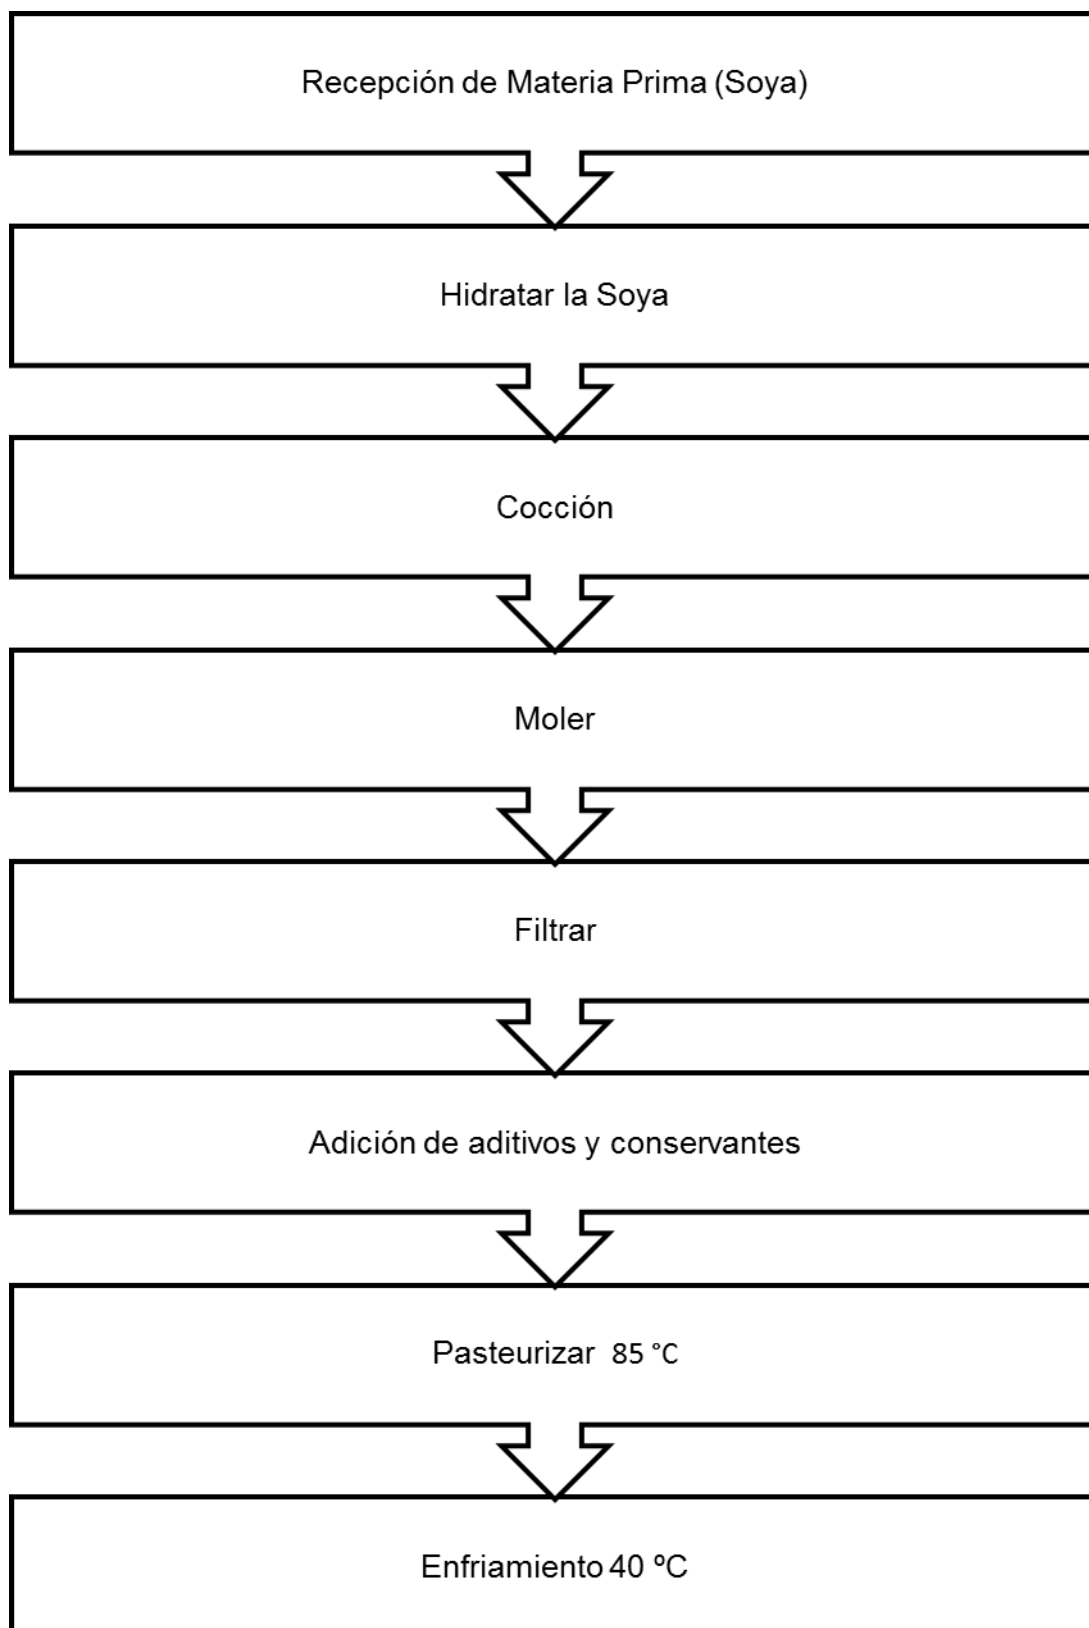 Recepción de Materia Prima (Soya)
Hidratar la Soya
Cocción
Moler
Filtrar
Adición de aditivos y conservantes
Pasteurizar 85 °C
Enfriamiento 40 ºC